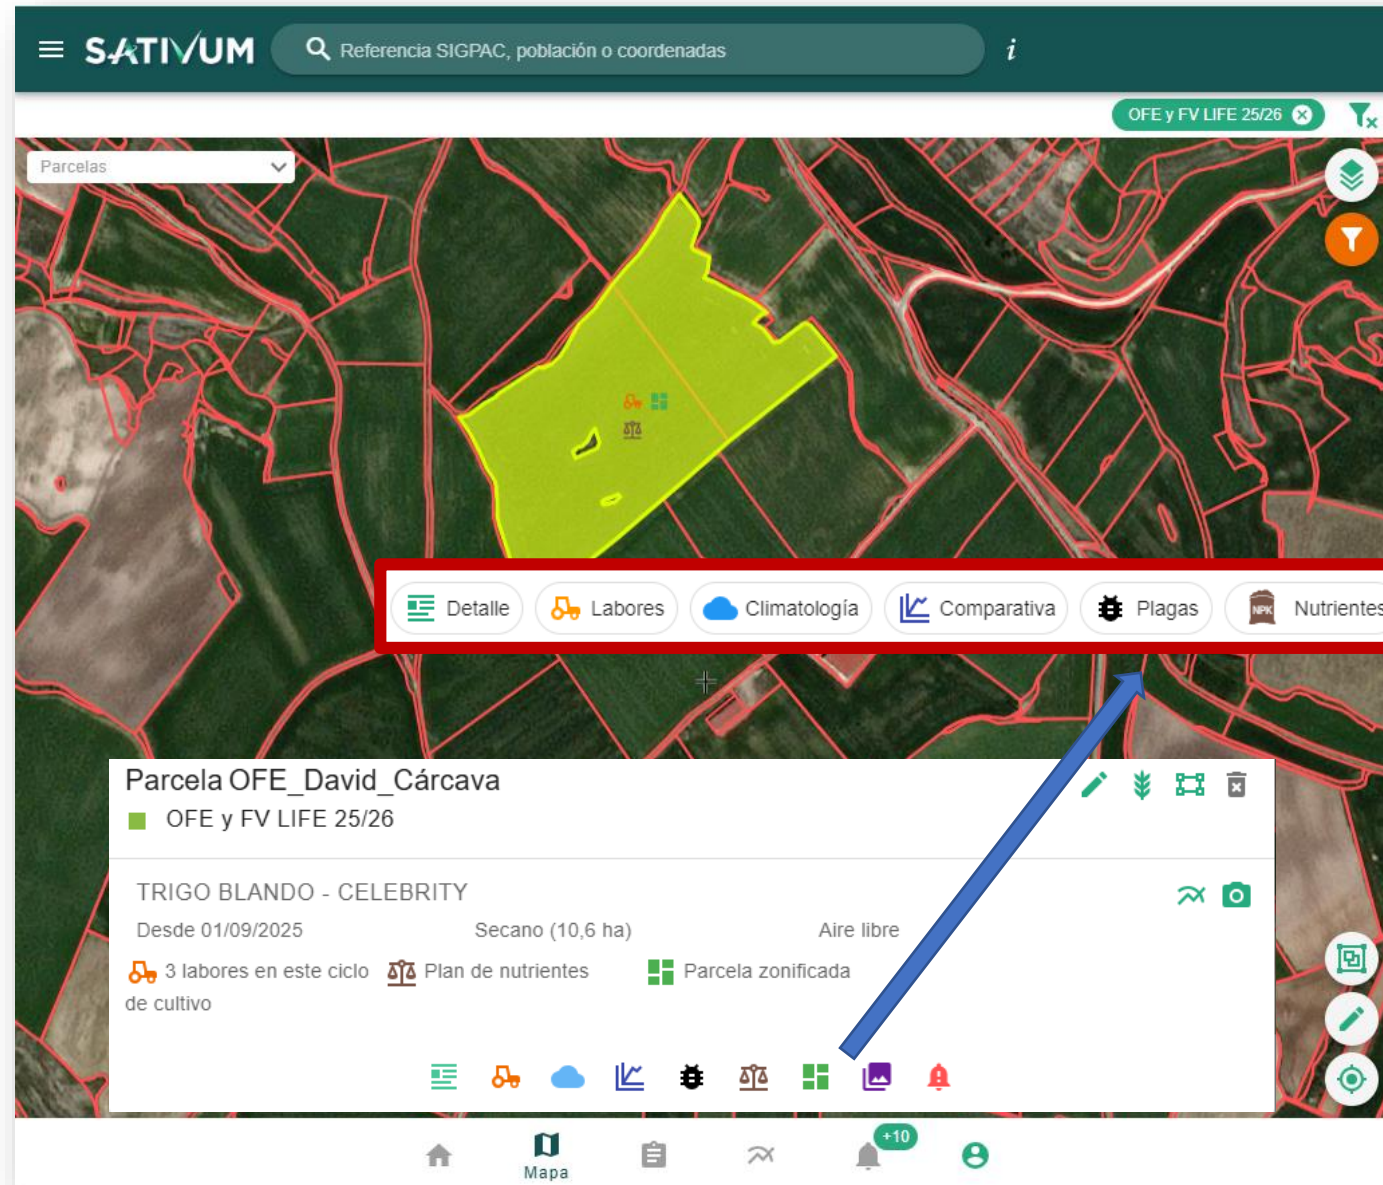 SATIVUM
Referencia SIGPAC, población o coordenadas
i
OFE y FV LIFE 25/26
Parcelas
Detalle
Labores
Climatología
Comparativa
Plagas
NPK
Nutrientes
Parcela OFE_David_Cárcava
OFE y FV LIFE 25/26
TRIGO BLANDO - CELEBRITY
Desde 01/09/2025
Secano (10,6 ha)
Aire libre
3 labores en este ciclo
de cultivo
Plan de nutrientes
Parcela zonificada
+10
Mapa